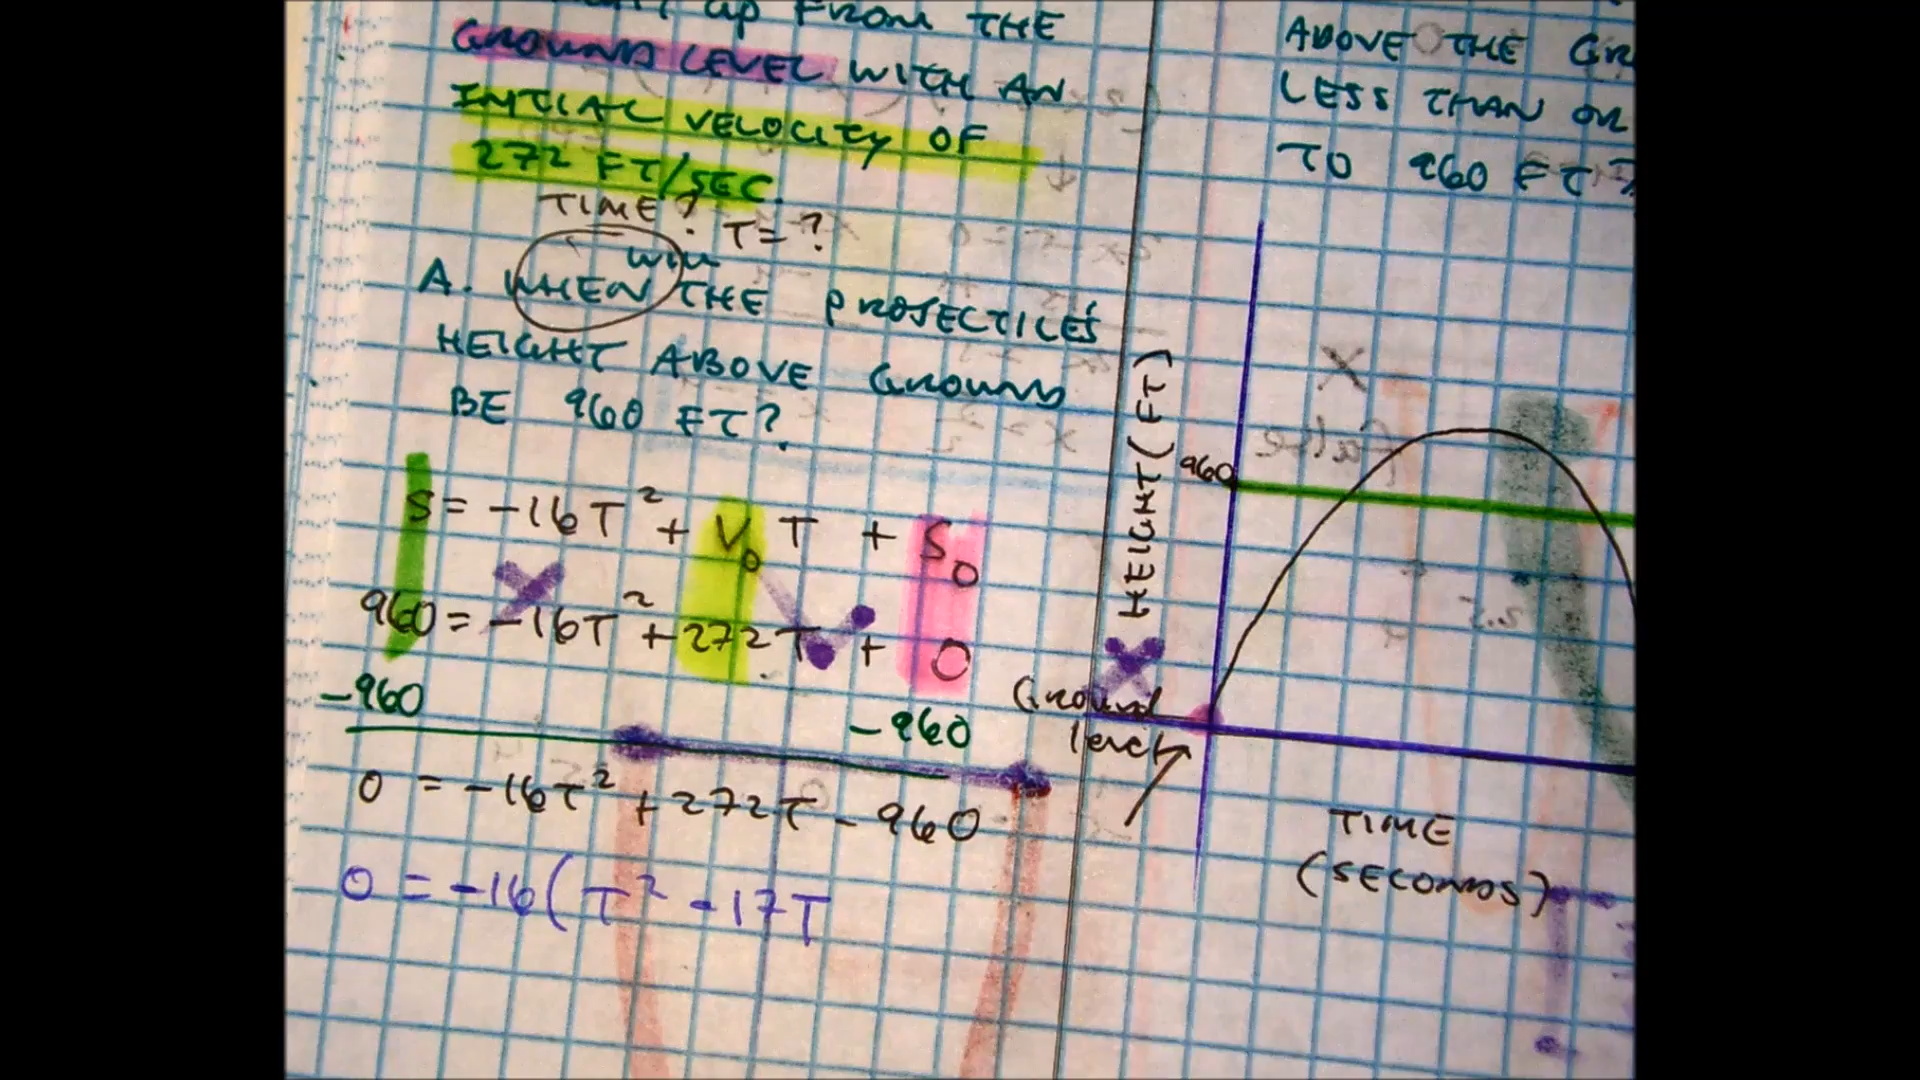 UP FROM THE
GROUND LEVEL WITH AN
INITIAL VELOCITY OF
272 FT/SEC.
TIME? T=?
WILL
A. WHEN THE PROJECTILE'S
HEIGHT ABOVE GROUND
BE 960 FT?
S = -16T² + V₀T + S₀
960 = -16T² + 272T + 0
-960 -960
0 = -16T² + 272T - 960
0 = -16(T² - 17T
ABOVE THE GR
LESS THAN OR
TO 960 FT?
HEIGHT (FT)
960
Ground
level
TIME
(SECONDS)